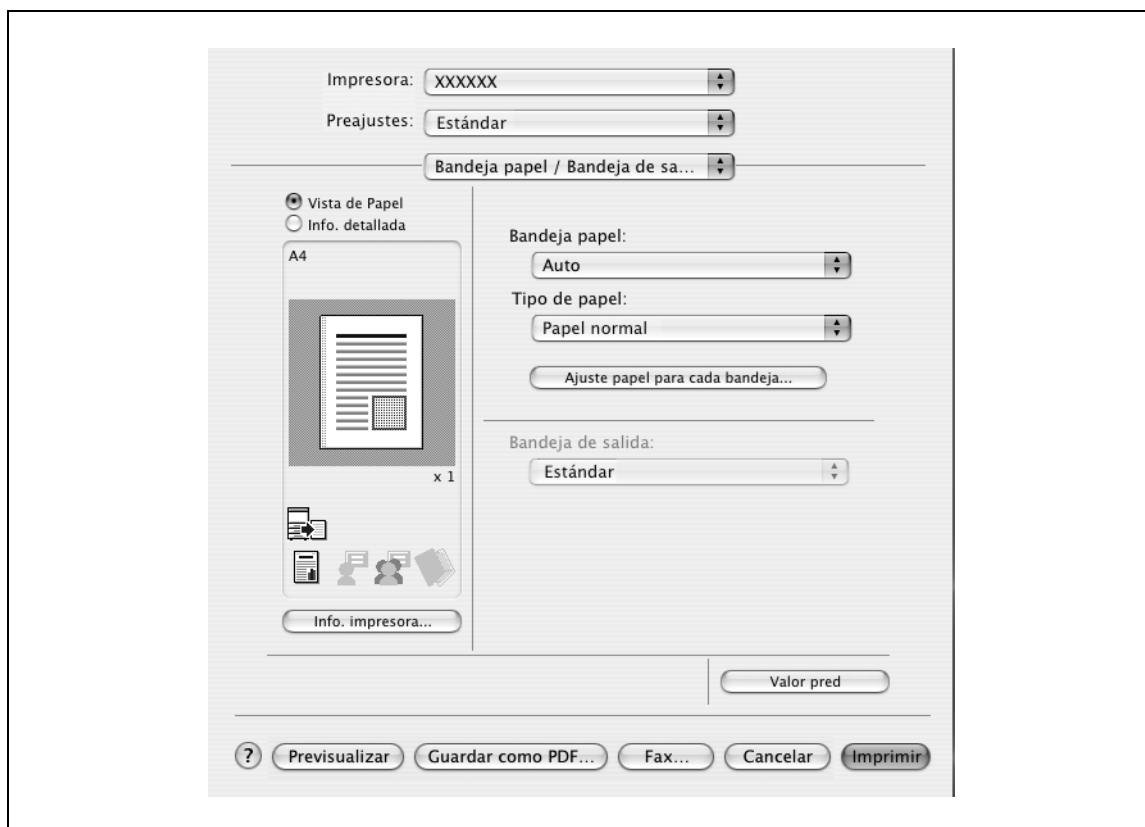 Impresora: XXXXXX
Preajustes: Estándar
Bandeja papel / Bandeja de sa...
Vista de Papel
Info. detallada
A4
x 1
Info. impresora...
Bandeja papel:
Auto
Tipo de papel:
Papel normal
Ajuste papel para cada bandeja...
Bandeja de salida:
Estándar
Valor pred
? Previsualizar Guardar como PDF... Fax... Cancelar Imprimir